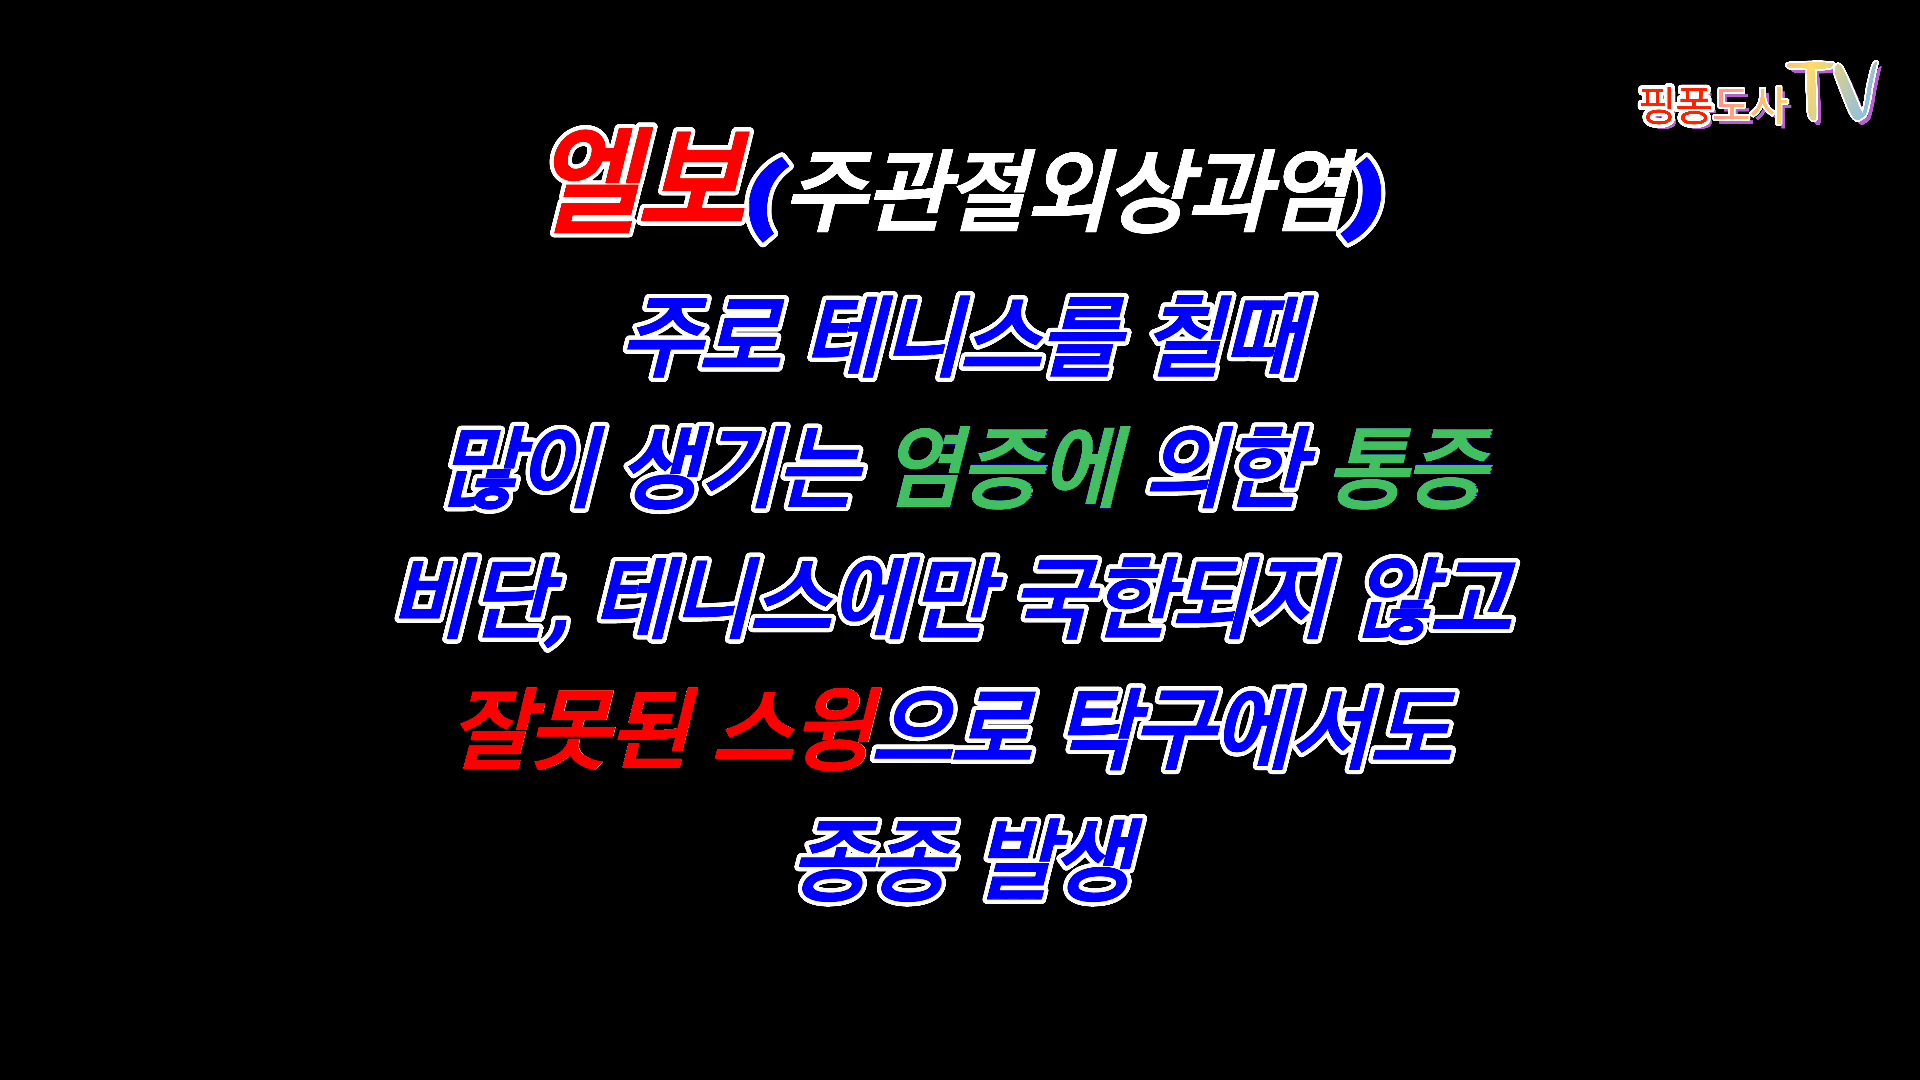 핑퐁도사TV
엘보(주관절외상과염)
주로 테니스를 칠때
많이 생기는 염증에 의한 통증
비단, 테니스에만 국한되지 않고
잘못된 스윙으로 탁구에서도
종종 발생